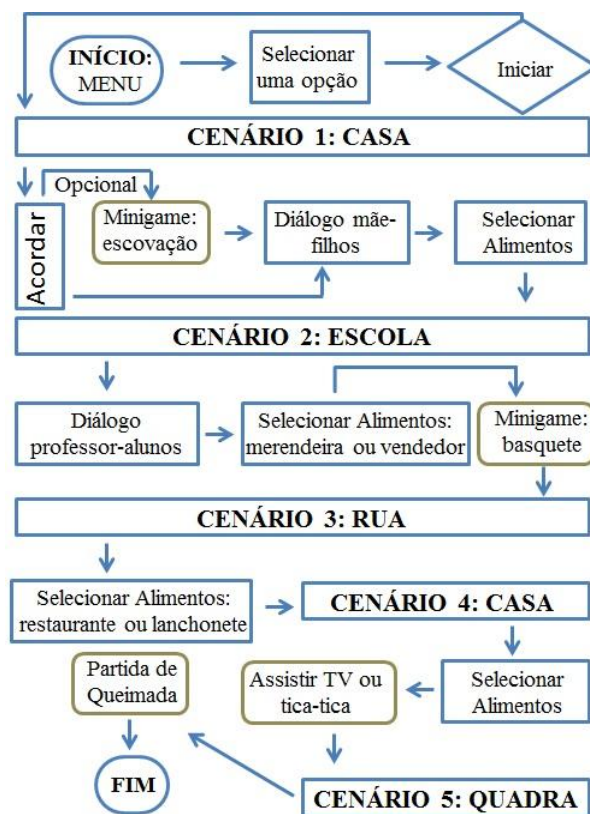 INÍCIO:
MENU
Selecionar
uma opção
Iniciar
CENÁRIO 1: CASA
Opcional
Acordar
Minigame:
escovação
Diálogo mãe-
filhos
Selecionar
Alimentos
CENÁRIO 2: ESCOLA
Diálogo
professor-alunos
Selecionar Alimentos:
merendeira ou vendedor
Minigame:
basquete
CENÁRIO 3: RUA
Selecionar Alimentos:
restaurante ou lanchonete
CENÁRIO 4: CASA
Selecionar
Alimentos
Assistir TV ou
tica-tica
Partida de
Queimada
FIM
CENÁRIO 5: QUADRA